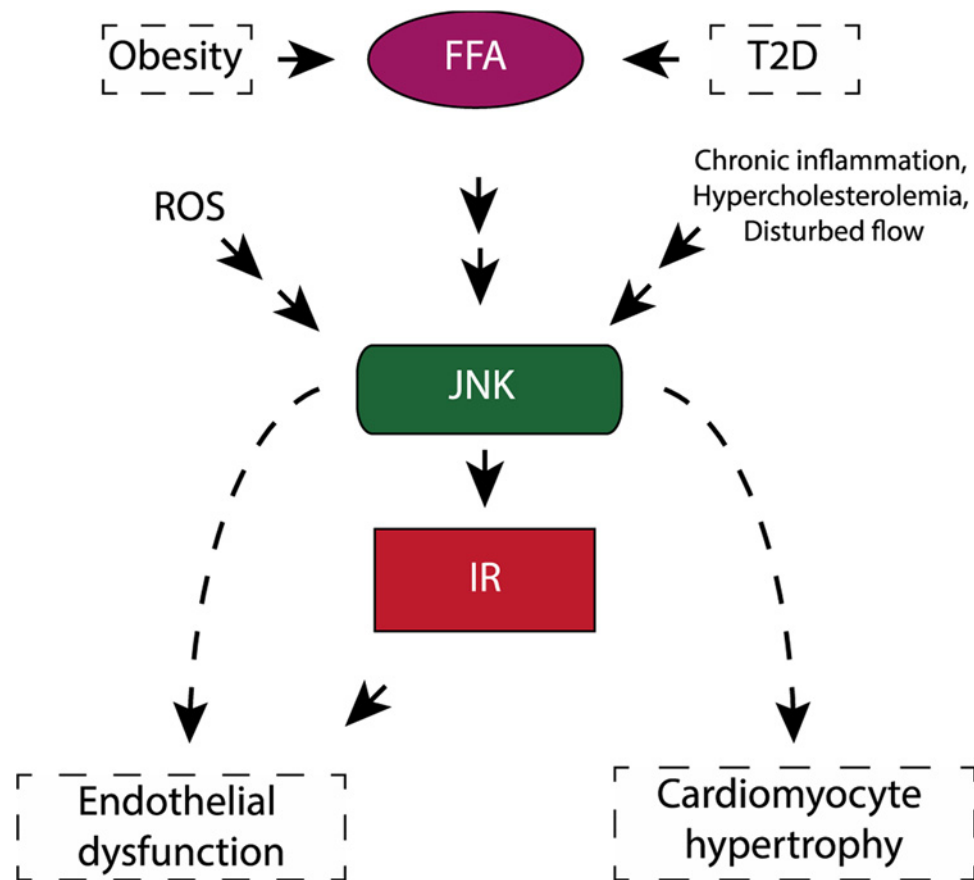 Obesity
FFA
T2D
ROS
Chronic inflammation,
Hypercholesterolemia,
Disturbed flow
JNK
IR
Endothelial
dysfunction
Cardiomyocyte
hypertrophy